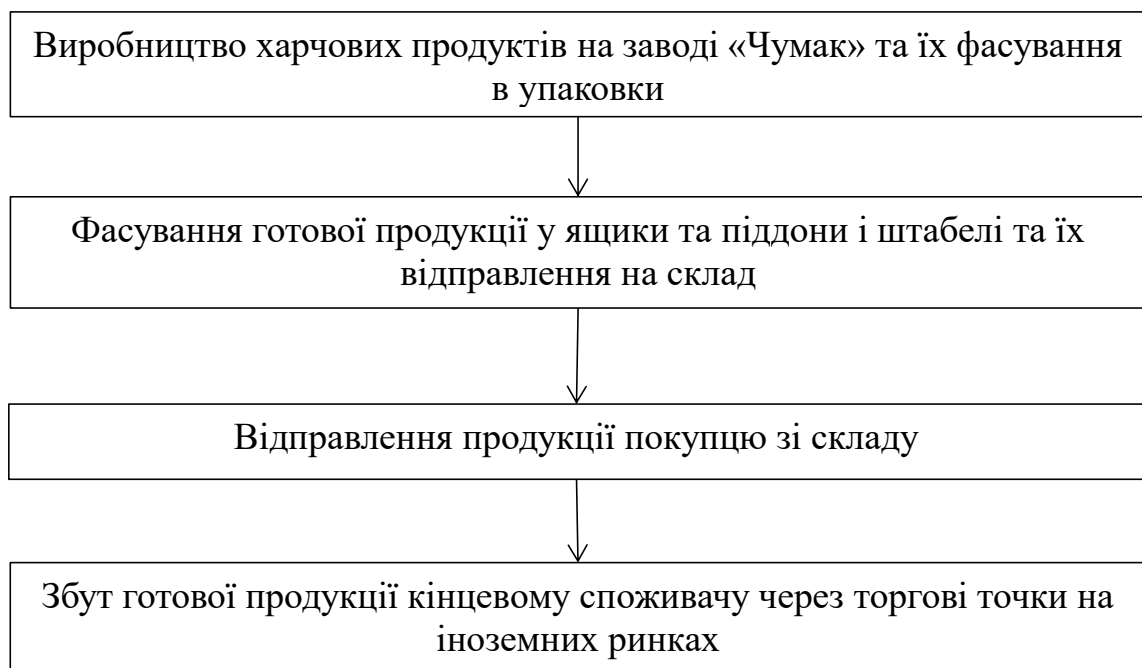 Виробництво харчових продуктів на заводі «Чумак» та їх фасування
в упаковки
Фасування готової продукції у ящики та піддони і штабелі та їх
відправлення на склад
Відправлення продукції покупцю зі складу
Збут готової продукції кінцевому споживачу через торгові точки на
іноземних ринках